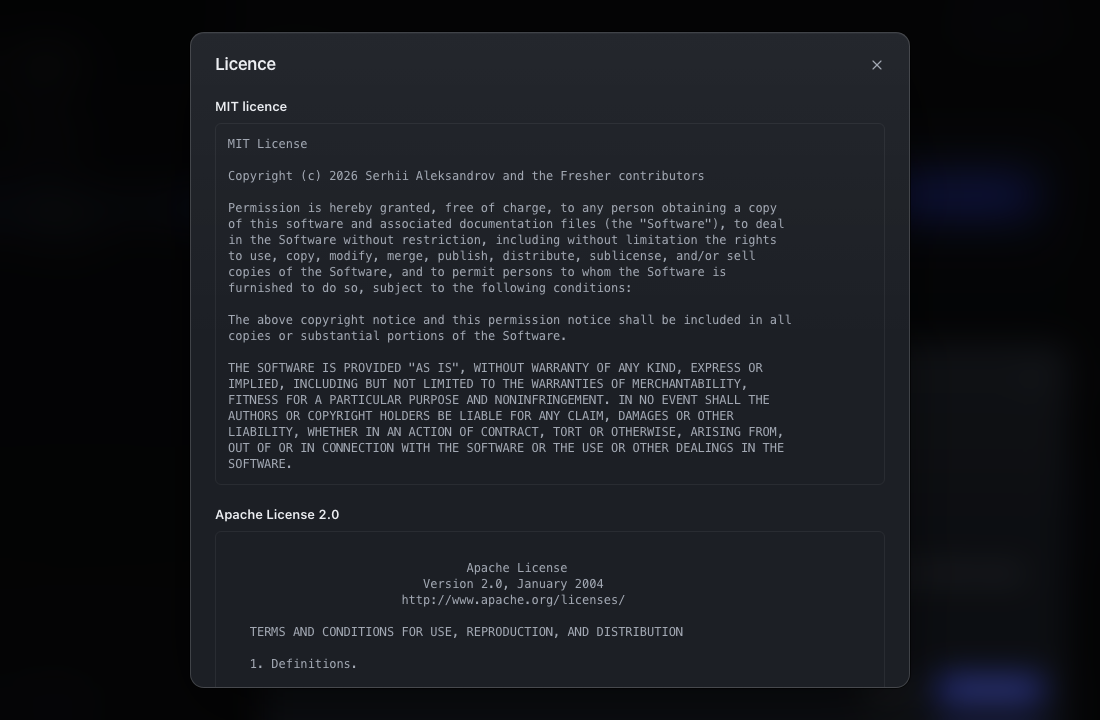 Licence
MIT licence
MIT License
Copyright (c) 2026 Serhii Aleksandrov and the Fresher contributors
Permission is hereby granted, free of charge, to any person obtaining a copy
of this software and associated documentation files (the "Software"), to deal
in the Software without restriction, including without limitation the rights
to use, copy, modify, merge, publish, distribute, sublicense, and/or sell
copies of the Software, and to permit persons to whom the Software is
furnished to do so, subject to the following conditions:
The above copyright notice and this permission notice shall be included in all
copies or substantial portions of the Software.
THE SOFTWARE IS PROVIDED "AS IS", WITHOUT WARRANTY OF ANY KIND, EXPRESS OR
IMPLIED, INCLUDING BUT NOT LIMITED TO THE WARRANTIES OF MERCHANTABILITY,
FITNESS FOR A PARTICULAR PURPOSE AND NONINFRINGEMENT. IN NO EVENT SHALL THE
AUTHORS OR COPYRIGHT HOLDERS BE LIABLE FOR ANY CLAIM, DAMAGES OR OTHER
LIABILITY, WHETHER IN AN ACTION OF CONTRACT, TORT OR OTHERWISE, ARISING FROM,
OUT OF OR IN CONNECTION WITH THE SOFTWARE OR THE USE OR OTHER DEALINGS IN THE
SOFTWARE.
Apache License 2.0
Apache License
Version 2.0, January 2004
http://www.apache.org/licenses/
TERMS AND CONDITIONS FOR USE, REPRODUCTION, AND DISTRIBUTION
1. Definitions.